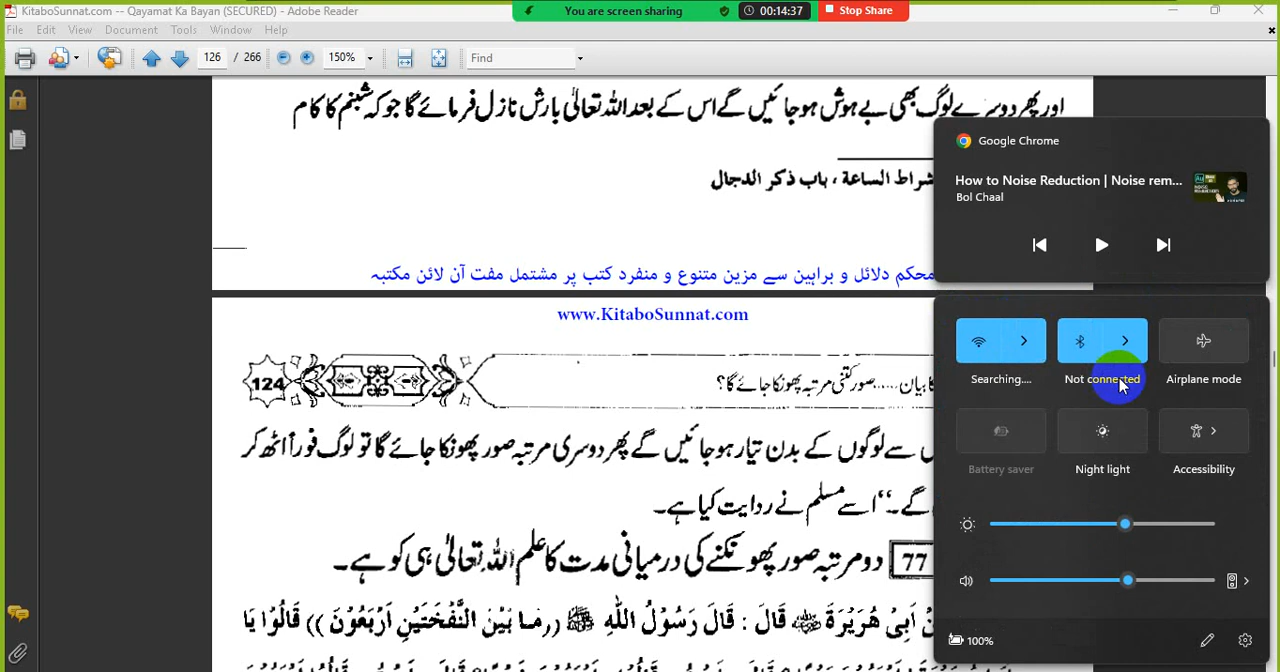 KitaboSunnat.com -- Qayamat Ka Bayan (SECURED) - Adobe Reader
You are screen sharing
00:14:37
Stop Share
File Edit View Document Tools Window Help
126 / 266
150%
Find
اور پھر دوسرے لوگ بھی بے ہوش ہو جائیں گے اس کے بعد اللہ تعالیٰ بارش نازل فرمائے گا جو کہ شبنم کا کام
شراط الساعة ، باب ذكر الدجال
محکم دلائل و براہین سے مزین متنوع و منفرد کتب پر مشتمل مفت آن لائن مکتبہ
www.KitaboSunnat.com
124
کا بیان.....صور کتنی مرتبہ پھونکا جائے گا؟
سے لوگوں کے بدن تیار ہو جائیں گے پھر دوسری مرتبہ صور پھونکا جائے گا تو لوگ فوراً اٹھ کر
گے۔‘‘ اسے مسلم نے روایت کیا ہے۔
77 دو مرتبہ صور پھونکنے کی درمیانی مدت کا علم اللہ تعالیٰ ہی کو ہے۔
أَبِىْ هُرَيْرَةَ ﷛ قَالَ : قَالَ رَسُوْلُ اللّٰهِ ﷺ ((مَا بَيْنَ النَّفْخَتَيْنِ أَرْبَعُوْنَ )) قَالُوْا يَا
Google Chrome
How to Noise Reduction | Noise rem...
Bol Chaal
Searching....
Not connected
Airplane mode
Battery saver
Night light
Accessibility
100%